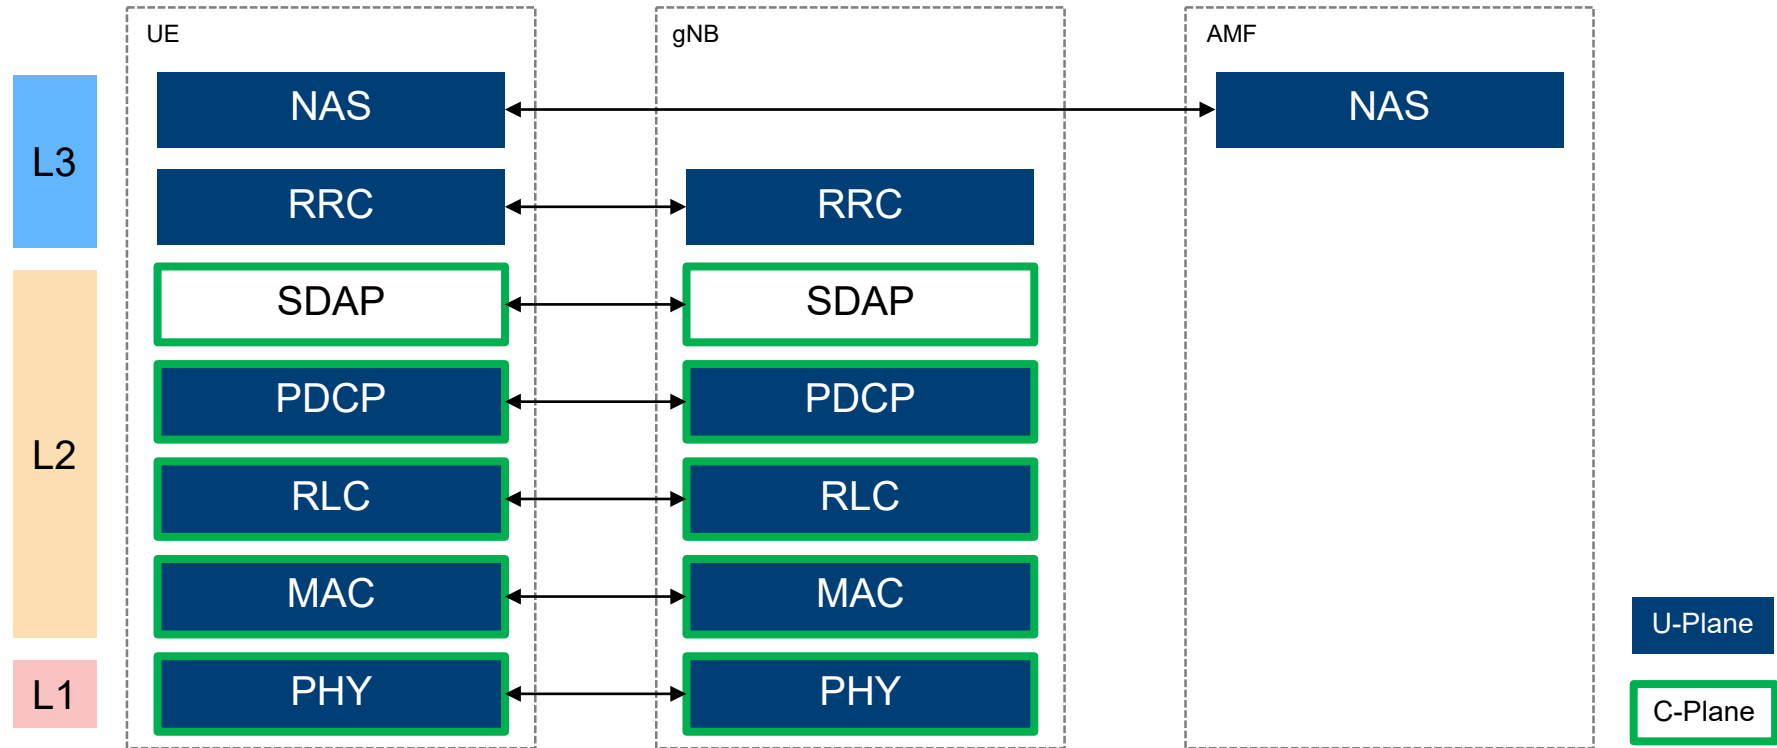 UE
gNB
AMF
L3
NAS
NAS
RRC
RRC
L2
SDAP
SDAP
PDCP
PDCP
RLC
RLC
MAC
MAC
L1
PHY
PHY
U-Plane
C-Plane